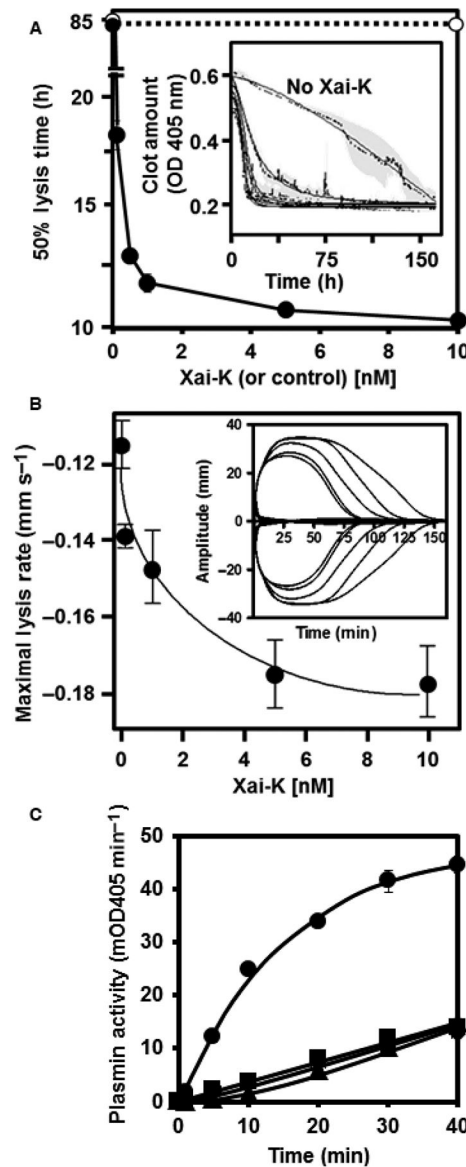 A
85
20
15
10
50% lysis time (h)
0 2 4 6 8 10
Xai-K (or control) [nM]
No Xai-K
Clot amount
(OD 405 nm)
0.6
0.4
0.2
0 75 150
Time (h)
B
−0.12
−0.14
−0.16
−0.18
Maximal lysis rate (mm s−1)
0 2 4 6 8 10
Xai-K [nM]
Amplitude (mm)
40
20
0
−20
−40
25 50 75 100 125 150
Time (min)
C
50
40
30
20
10
0
Plasmin activity (mOD405 min−1)
0 10 20 30 40
Time (min)